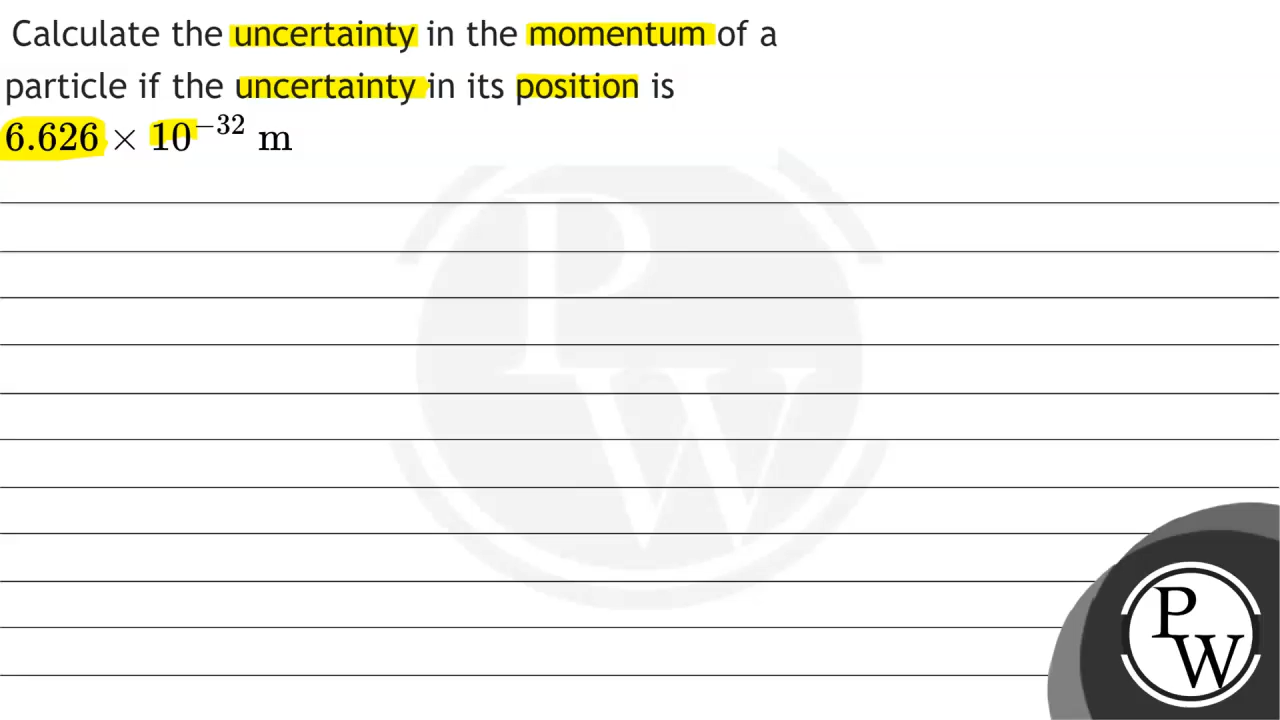 Calculate the uncertainty in the momentum of a
particle if the uncertainty in its position is
6.626 × 10⁻³² m
P
W
P
W